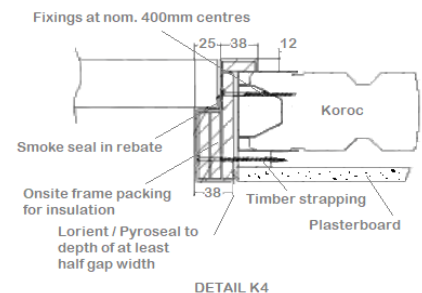 Fixings at nom. 400mm centres
25
38
12
Koroc
Smoke seal in rebate
Onsite frame packing
for insulation
38
Timber strapping
Lorient / Pyroseal to
depth of at least
half gap width
Plasterboard
DETAIL K4